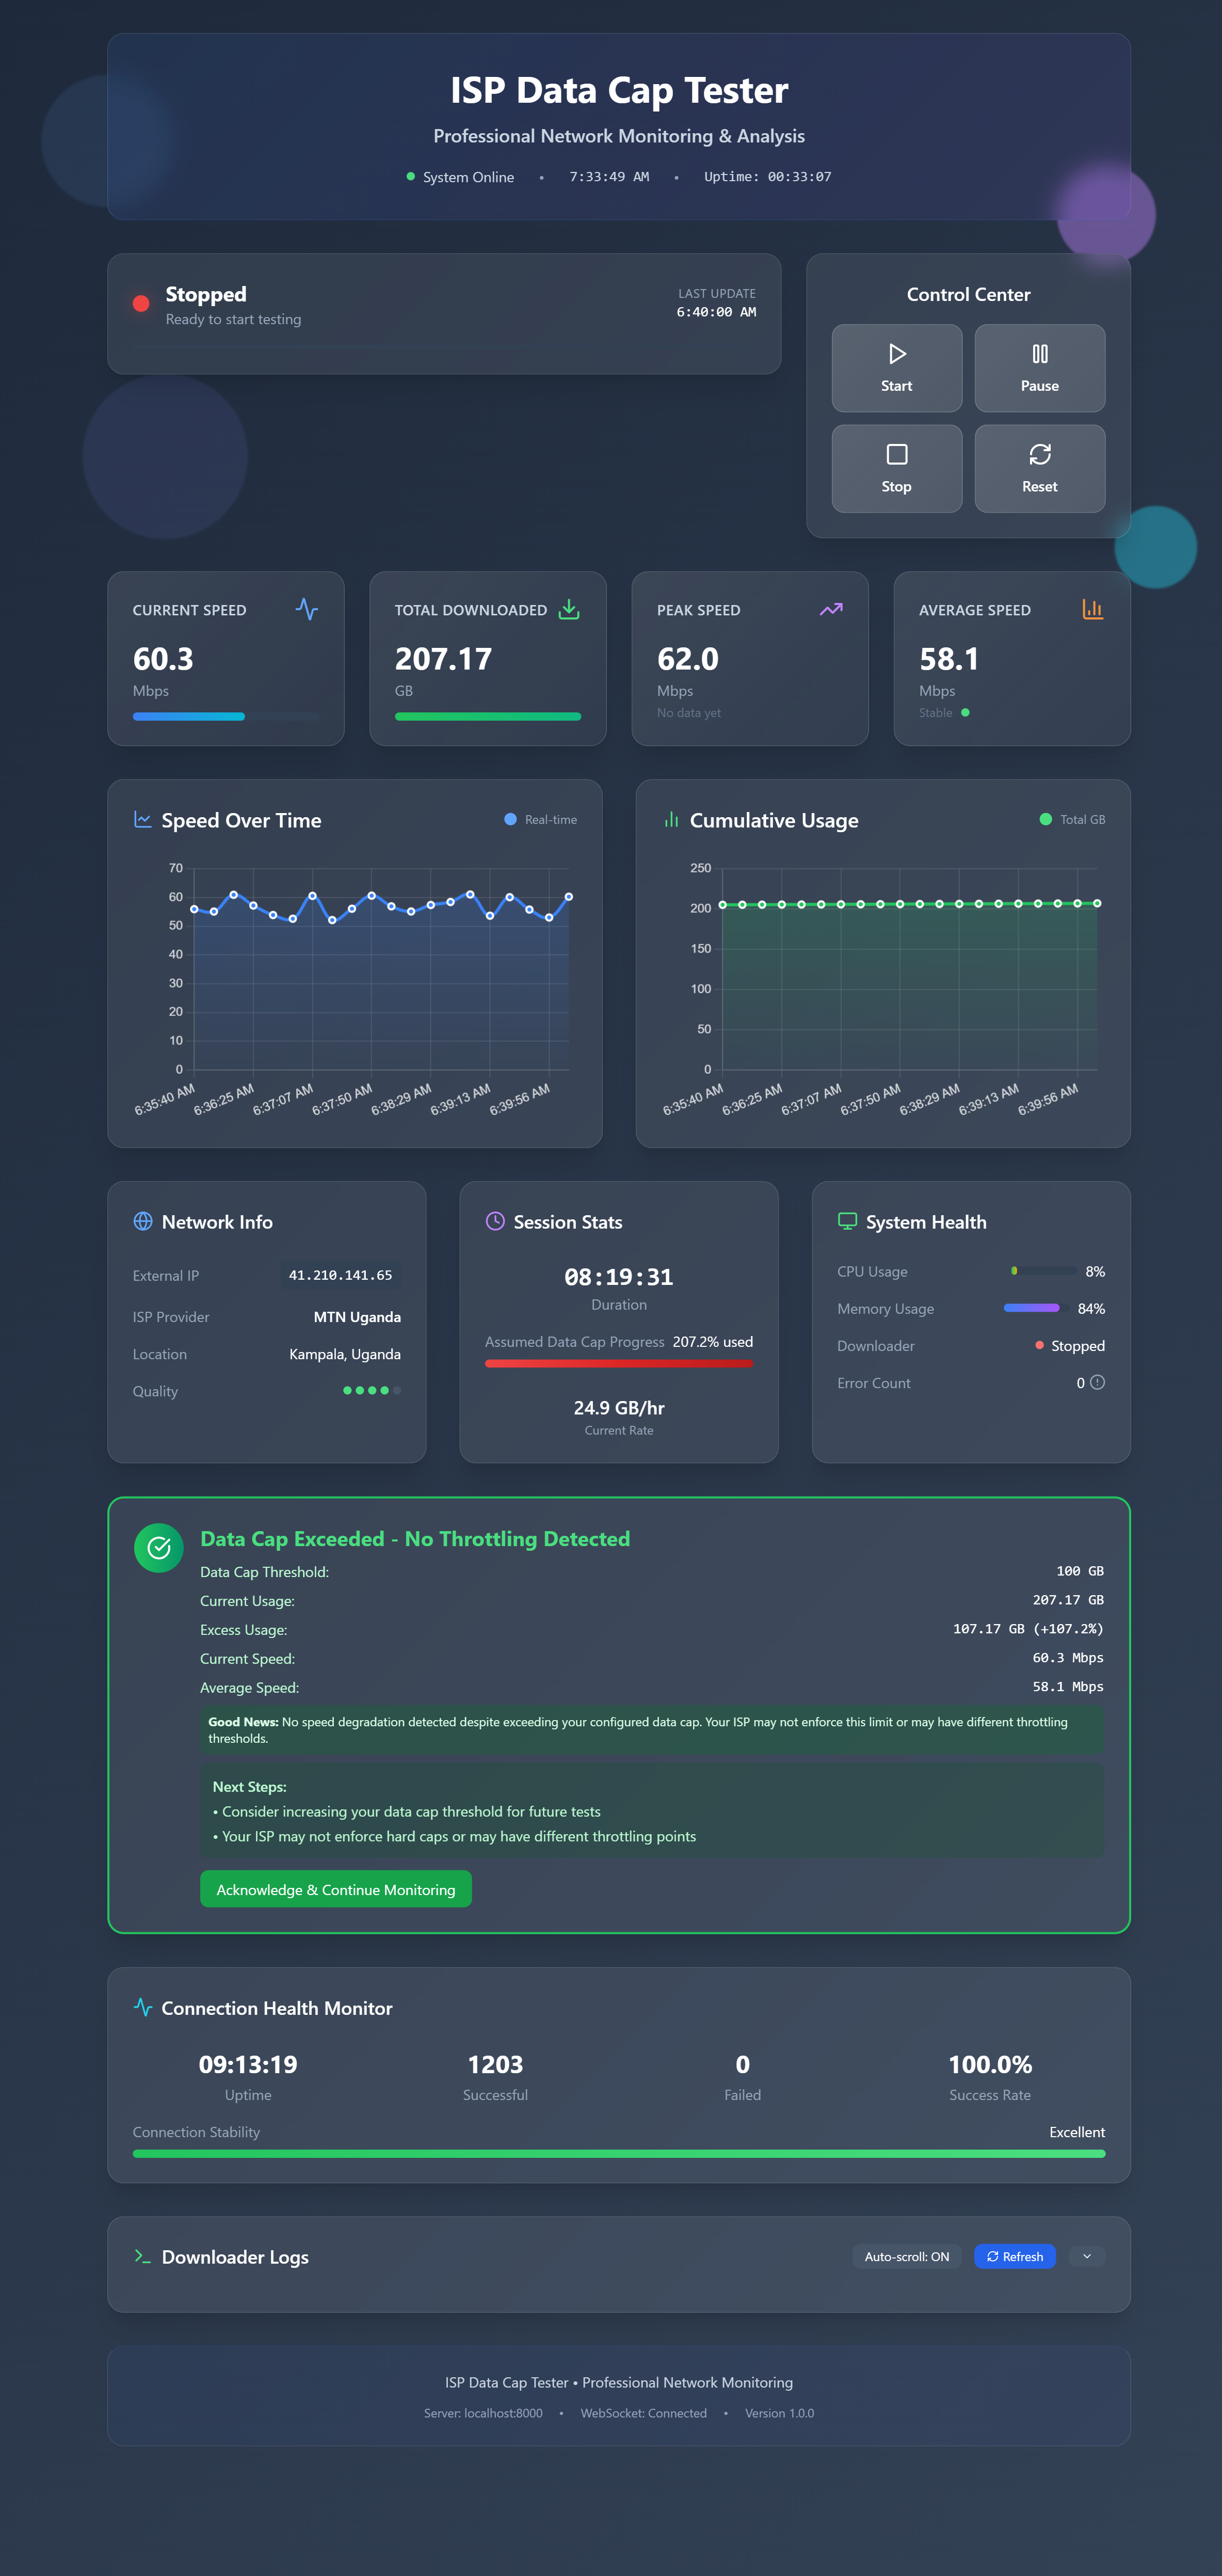 ISP Data Cap Tester
Professional Network Monitoring & Analysis
System Online • 7:33:49 AM • Uptime: 00:33:07
Stopped
Ready to start testing
LAST UPDATE
6:40:00 AM
Control Center
Start
Pause
Stop
Reset
CURRENT SPEED
60.3
Mbps
TOTAL DOWNLOADED
207.17
GB
PEAK SPEED
62.0
Mbps
No data yet
AVERAGE SPEED
58.1
Mbps
Stable
Speed Over Time
Real-time
70
60
50
40
30
20
10
0
6:35:40 AM
6:36:25 AM
6:37:07 AM
6:37:50 AM
6:38:29 AM
6:39:13 AM
6:39:56 AM
Cumulative Usage
Total GB
250
200
150
100
50
0
6:35:40 AM
6:36:25 AM
6:37:07 AM
6:37:50 AM
6:38:29 AM
6:39:13 AM
6:39:56 AM
Network Info
External IP 41.210.141.65
ISP Provider MTN Uganda
Location Kampala, Uganda
Quality
Session Stats
08:19:31
Duration
Assumed Data Cap Progress 207.2% used
24.9 GB/hr
Current Rate
System Health
CPU Usage 8%
Memory Usage 84%
Downloader Stopped
Error Count 0
Data Cap Exceeded - No Throttling Detected
Data Cap Threshold: 100 GB
Current Usage: 207.17 GB
Excess Usage: 107.17 GB (+107.2%)
Current Speed: 60.3 Mbps
Average Speed: 58.1 Mbps
Good News: No speed degradation detected despite exceeding your configured data cap. Your ISP may not enforce this limit or may have different throttling
thresholds.
Next Steps:
• Consider increasing your data cap threshold for future tests
• Your ISP may not enforce hard caps or may have different throttling points
Acknowledge & Continue Monitoring
Connection Health Monitor
09:13:19
Uptime
1203
Successful
0
Failed
100.0%
Success Rate
Connection Stability Excellent
Downloader Logs
Auto-scroll: ON
Refresh
ISP Data Cap Tester • Professional Network Monitoring
Server: localhost:8000 • WebSocket: Connected • Version 1.0.0